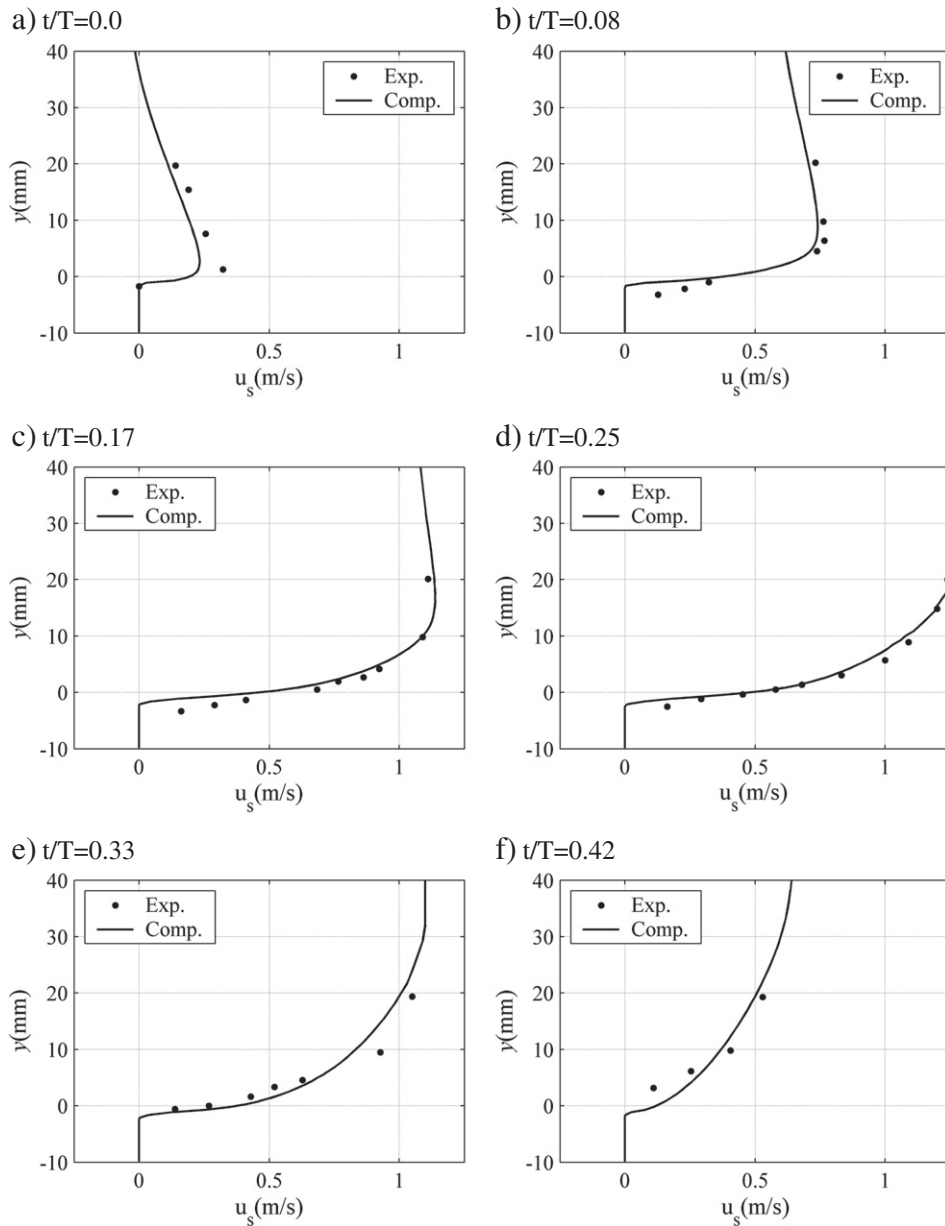 a) t/T=0.0
40
30
20
10
0
-10
y(mm)
Exp.
Comp.
0
0.5
1
u_s(m/s)
b) t/T=0.08
40
30
20
10
0
-10
y(mm)
Exp.
Comp.
0
0.5
1
u_s(m/s)
c) t/T=0.17
40
30
20
10
0
-10
y(mm)
Exp.
Comp.
0
0.5
1
u_s(m/s)
d) t/T=0.25
40
30
20
10
0
-10
y(mm)
Exp.
Comp.
0
0.5
1
u_s(m/s)
e) t/T=0.33
40
30
20
10
0
-10
y(mm)
Exp.
Comp.
0
0.5
1
u_s(m/s)
f) t/T=0.42
40
30
20
10
0
-10
y(mm)
Exp.
Comp.
0
0.5
1
u_s(m/s)